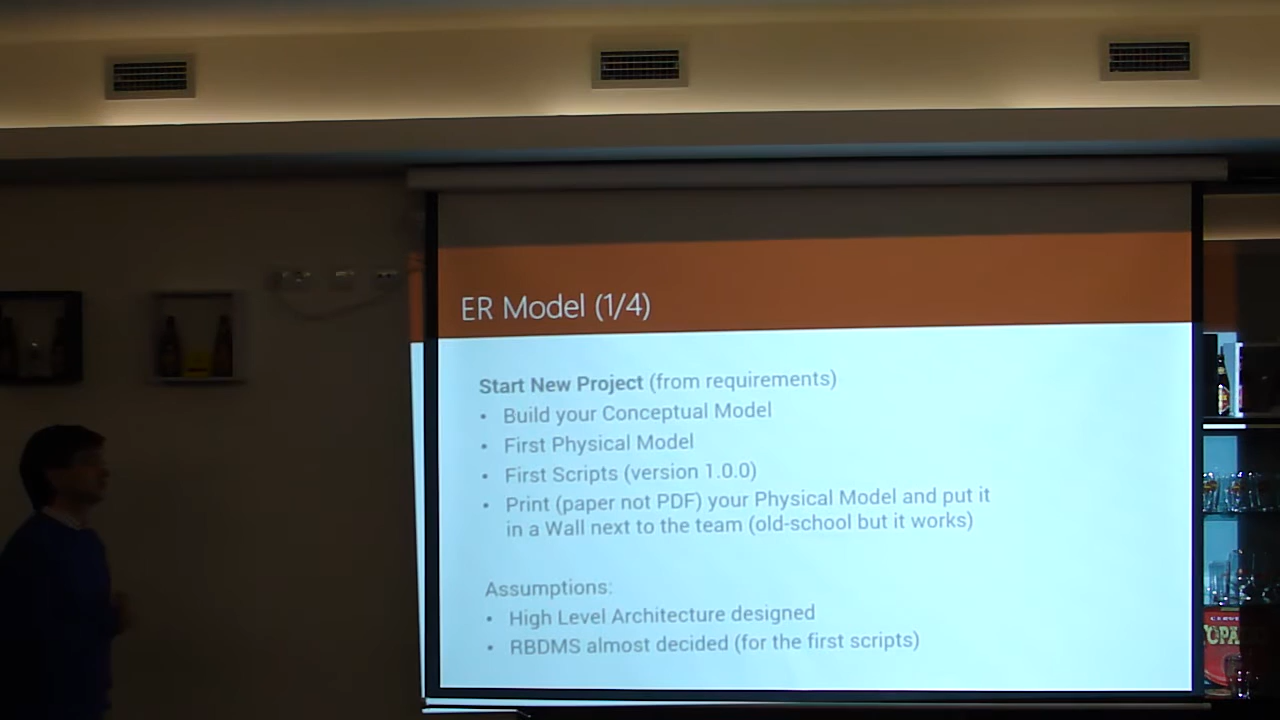 ER Model (1/4)
Start New Project (from requirements)
• Build your Conceptual Model
• First Physical Model
• First Scripts (version 1.0.0)
• Print (paper not PDF) your Physical Model and put it
in a Wall next to the team (old-school but it works)
Assumptions:
• High Level Architecture designed
• RBDMS almost decided (for the first scripts)